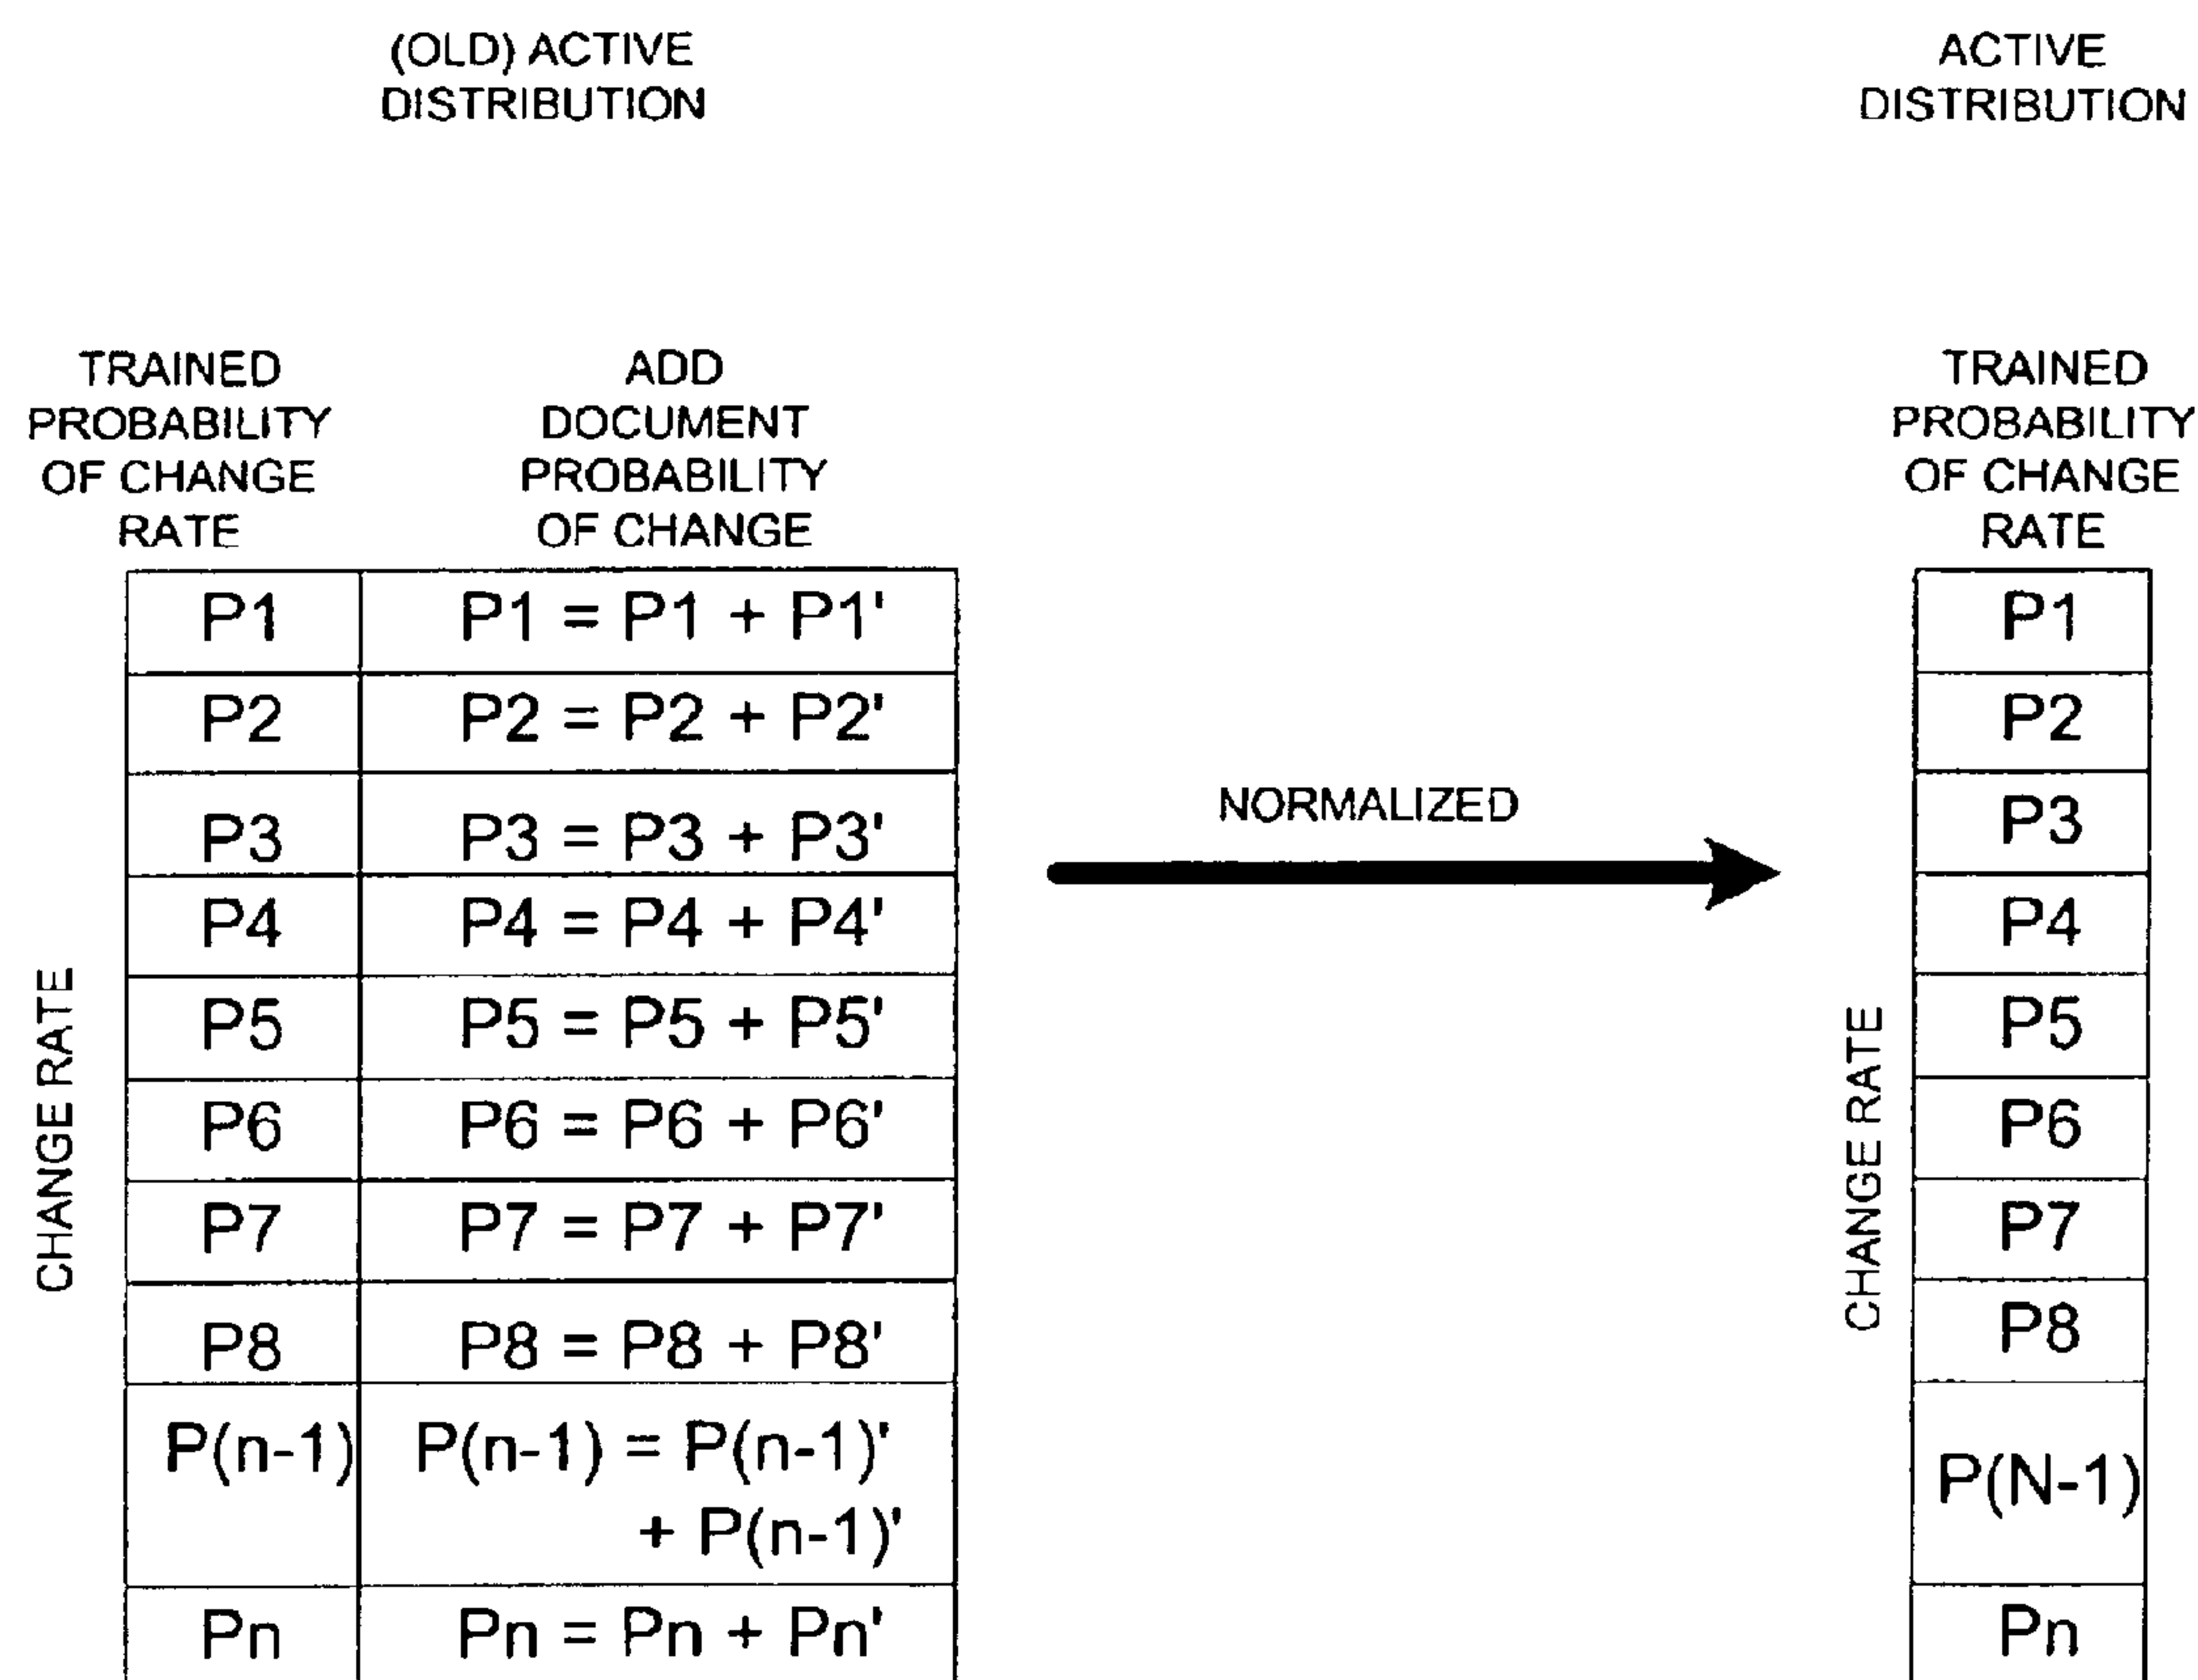 (OLD) ACTIVE
DISTRIBUTION
ACTIVE
DISTRIBUTION
TRAINED
PROBABILITY
OF CHANGE
RATE
ADD
DOCUMENT
PROBABILITY
OF CHANGE
TRAINED
PROBABILITY
OF CHANGE
RATE
CHANGE RATE
P1 P1 = P1 + P1'
P2 P2 = P2 + P2'
P3 P3 = P3 + P3'
P4 P4 = P4 + P4'
P5 P5 = P5 + P5'
P6 P6 = P6 + P6'
P7 P7 = P7 + P7'
P8 P8 = P8 + P8'
P(n-1) P(n-1) = P(n-1)'
+ P(n-1)'
Pn Pn = Pn + Pn'
NORMALIZED
CHANGE RATE
P1
P2
P3
P4
P5
P6
P7
P8
P(N-1)
Pn